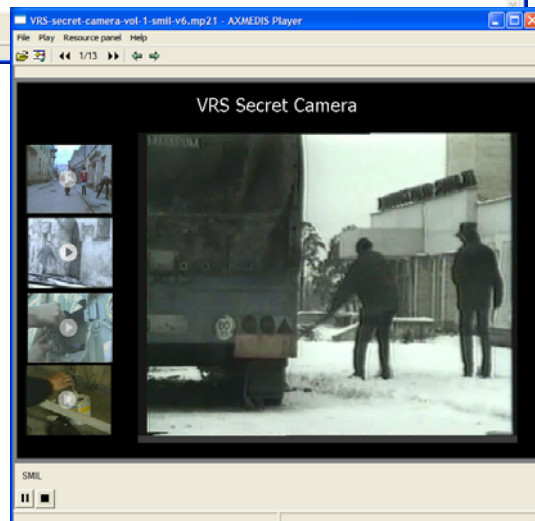 VRS-secret-camera-vol-1-smil-v6.mp21 - AXMEDIS Player
File Play Resource panel Help
1/13
VRS Secret Camera
SMIL